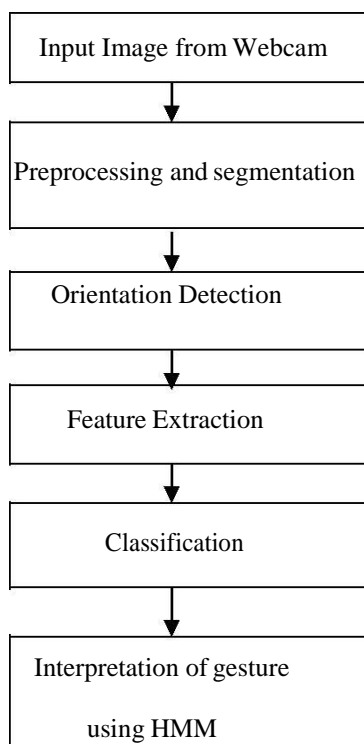 Input Image from Webcam
Preprocessing and segmentation
Orientation Detection
Feature Extraction
Classification
Interpretation of gesture
using HMM